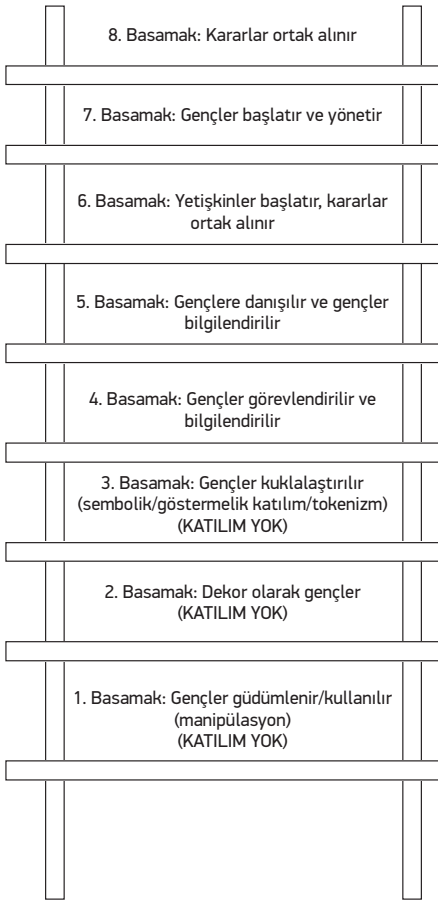 8. Basamak: Kararlar ortak alınır
7. Basamak: Gençler başlatır ve yönetir
6. Basamak: Yetişkinler başlatır, kararlar
ortak alınır
5. Basamak: Gençlere danışılır ve gençler
bilgilendirilir
4. Basamak: Gençler görevlendirilir ve
bilgilendirilir
3. Basamak: Gençler kuklalaştırılır
(sembolik/göstermelik katılım/tokenizm)
(KATILIM YOK)
2. Basamak: Dekor olarak gençler
(KATILIM YOK)
1. Basamak: Gençler güdümlenir/kullanılır
(manipülasyon)
(KATILIM YOK)